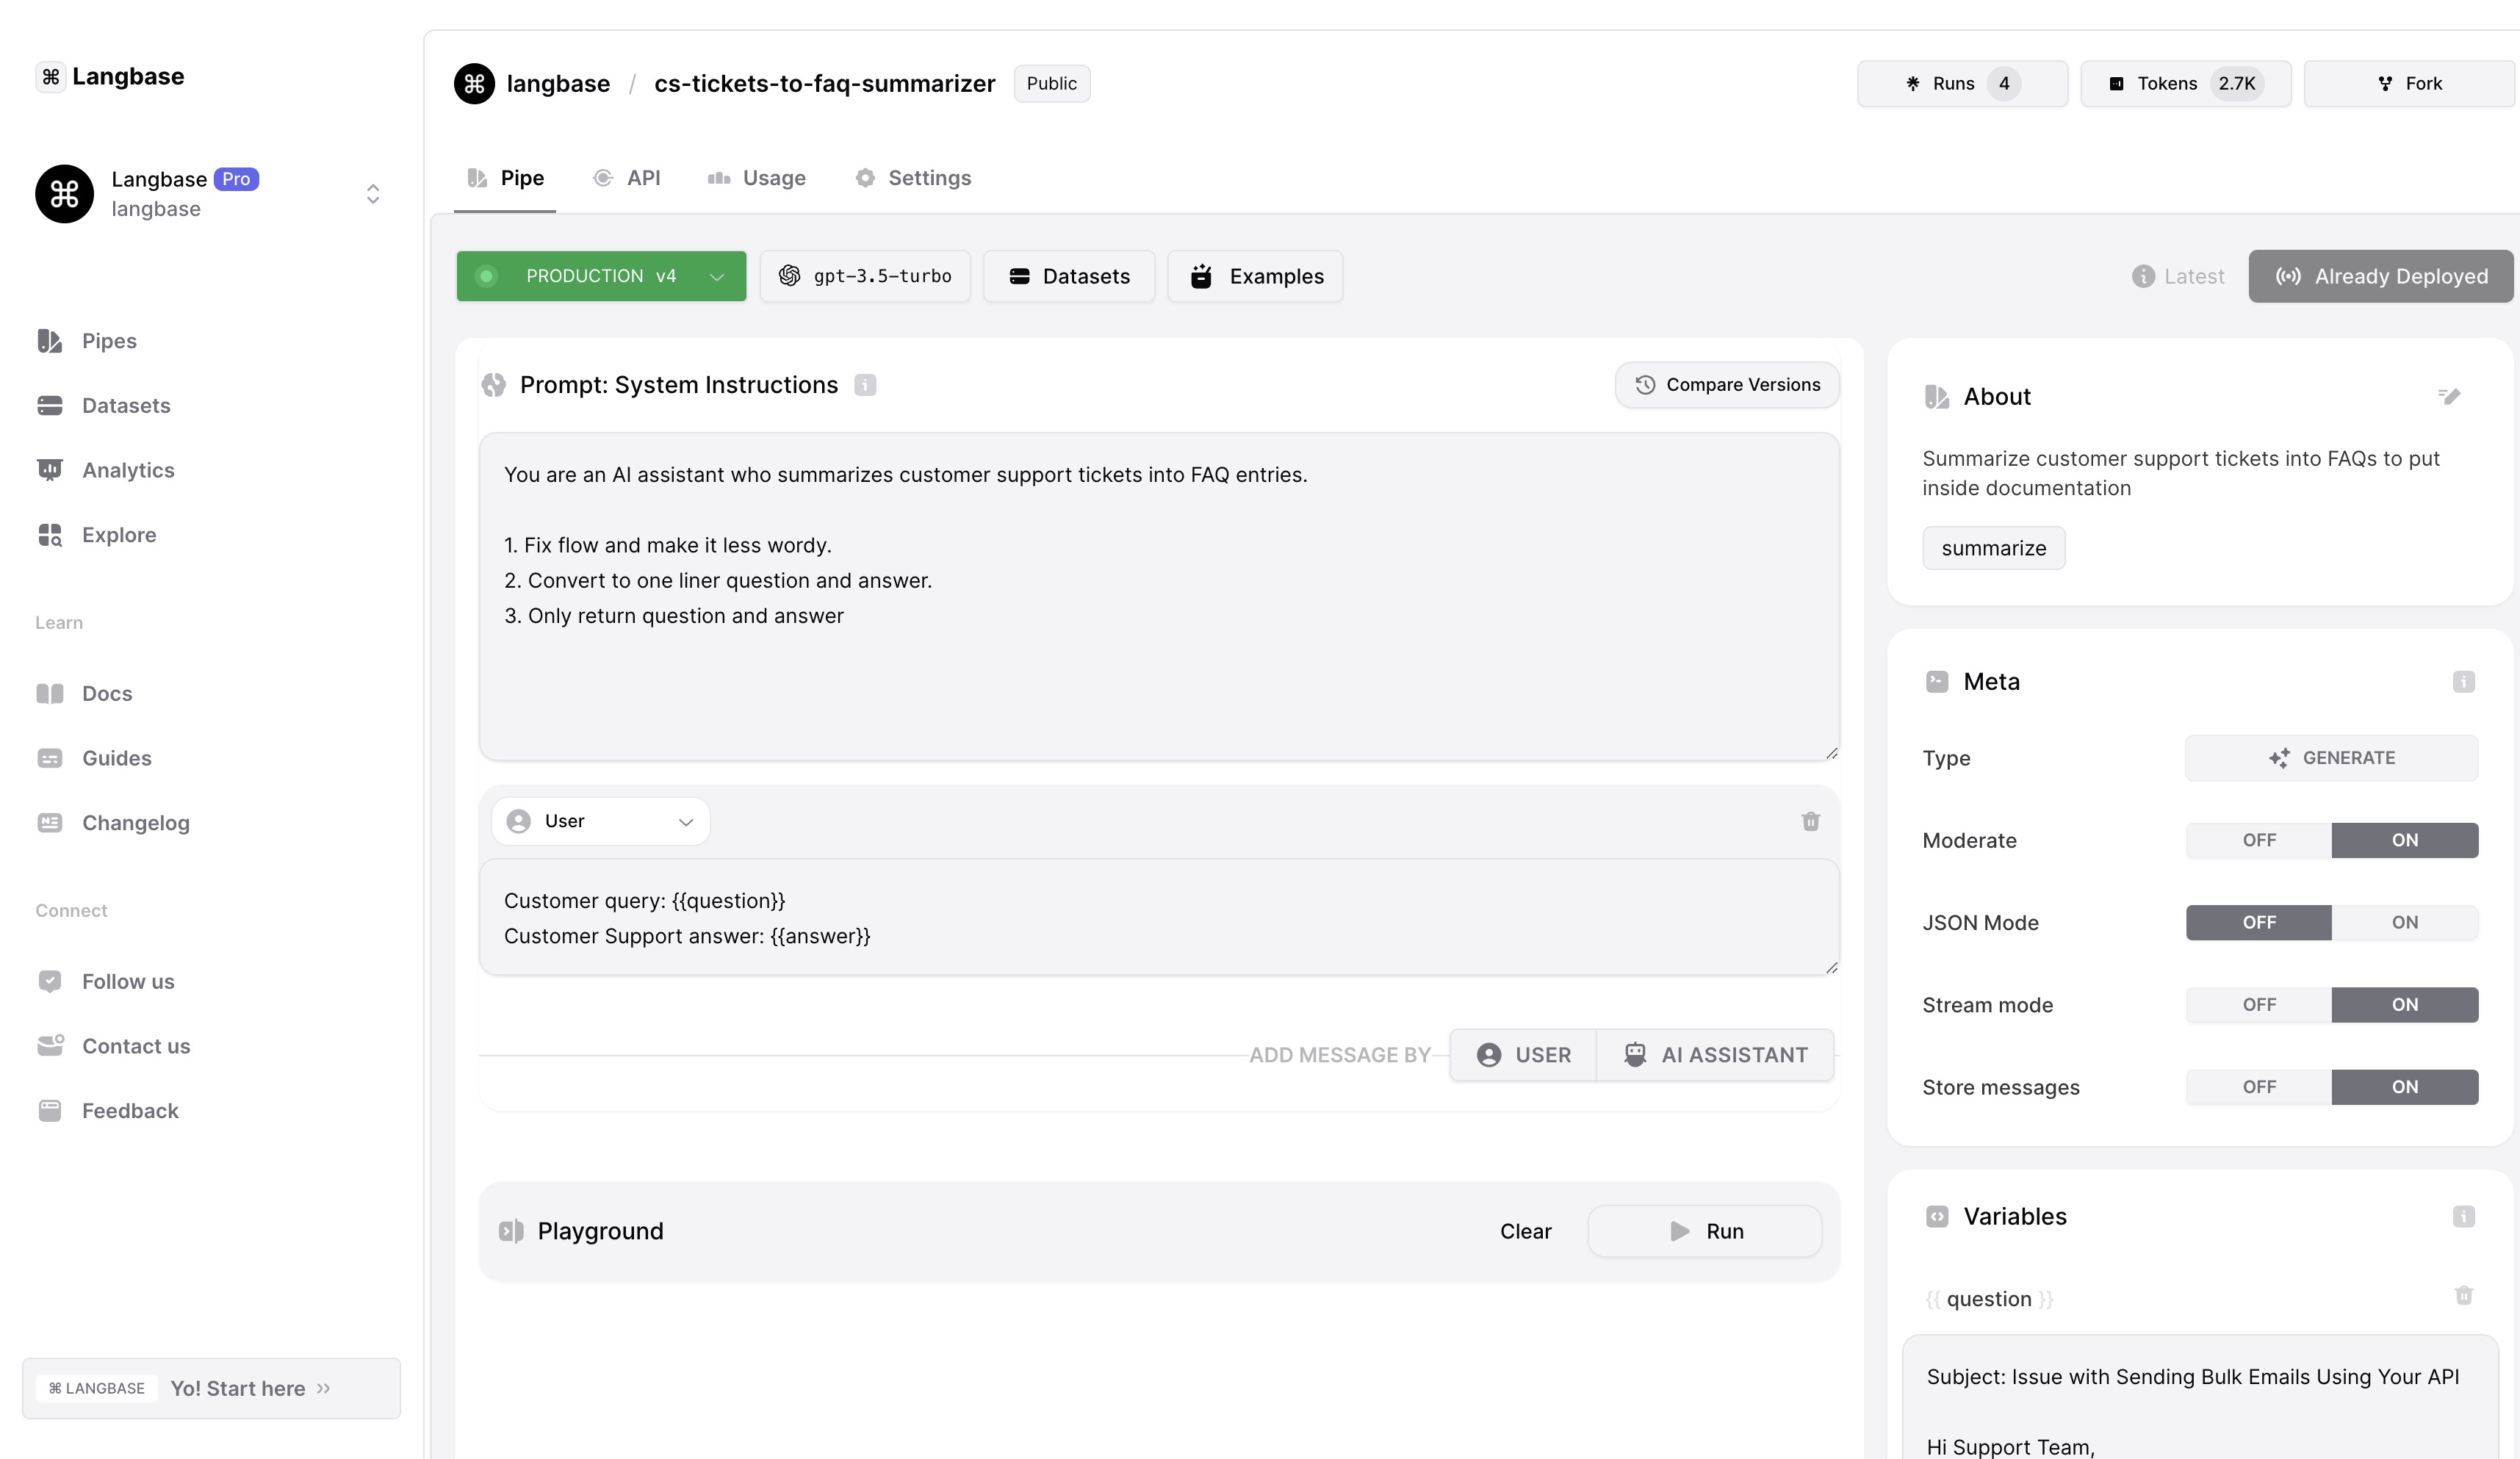 ⌘ Langbase
Langbase Pro
langbase
Pipes
Datasets
Analytics
Explore
Learn
Docs
Guides
Changelog
Connect
Follow us
Contact us
Feedback
⌘ LANGBASE Yo! Start here »
langbase / cs-tickets-to-faq-summarizer Public
Runs 4
Tokens 2.7K
Fork
Pipe API Usage Settings
PRODUCTION v4
gpt-3.5-turbo
Datasets
Examples
Latest
Already Deployed
Prompt: System Instructions
Compare Versions
You are an AI assistant who summarizes customer support tickets into FAQ entries.
1. Fix flow and make it less wordy.
2. Convert to one liner question and answer.
3. Only return question and answer
User
Customer query: {{question}}
Customer Support answer: {{answer}}
ADD MESSAGE BY USER AI ASSISTANT
Playground Clear Run
About
Summarize customer support tickets into FAQs to put
inside documentation
summarize
Meta
Type GENERATE
Moderate OFF ON
JSON Mode OFF ON
Stream mode OFF ON
Store messages OFF ON
Variables
{{ question }}
Subject: Issue with Sending Bulk Emails Using Your API
Hi Support Team,